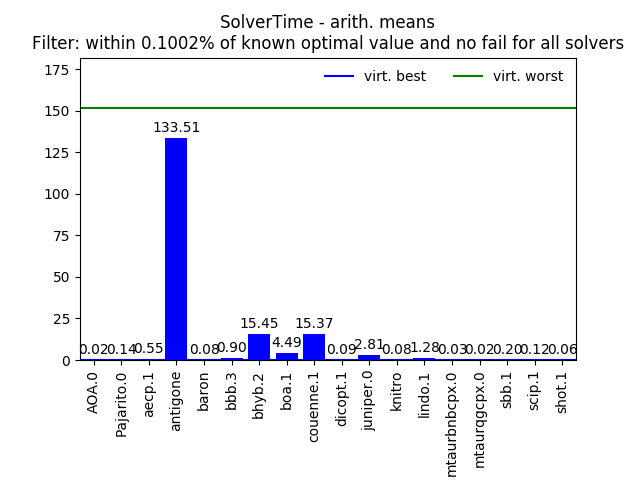 SolverTime - arith. means
Filter: within 0.1002% of known optimal value and no fail for all solvers
virt. best virt. worst
175
150
125
100
75
50
25
0
133.51
15.45
15.37
0.02 0.14 0.55 0.08 0.90 4.49 0.09 2.81 0.08 1.28 0.03 0.02 0.20 0.12 0.06
AOA.0
Pajarito.0
aecp.1
antigone
baron
bbb.3
bhyb.2
boa.1
couenne.1
dicopt.1
juniper.0
knitro
lindo.1
mtaurbnbcpx.0
mtaurqgcpx.0
sbb.1
scip.1
shot.1